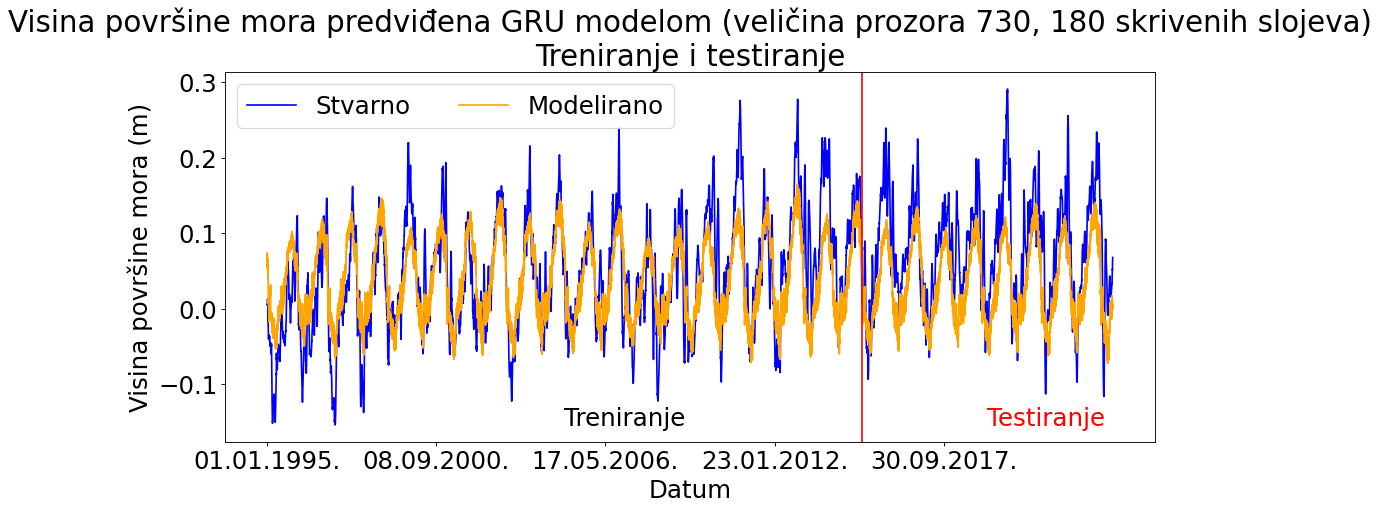 Visina površine mora predviđena GRU modelom (veličina prozora 730, 180 skrivenih slojeva)
Treniranje i testiranje
Stvarno Modelirano
Visina površine mora (m)
0.3
0.2
0.1
0.0
−0.1
Treniranje Testiranje
01.01.1995. 08.09.2000. 17.05.2006. 23.01.2012. 30.09.2017.
Datum